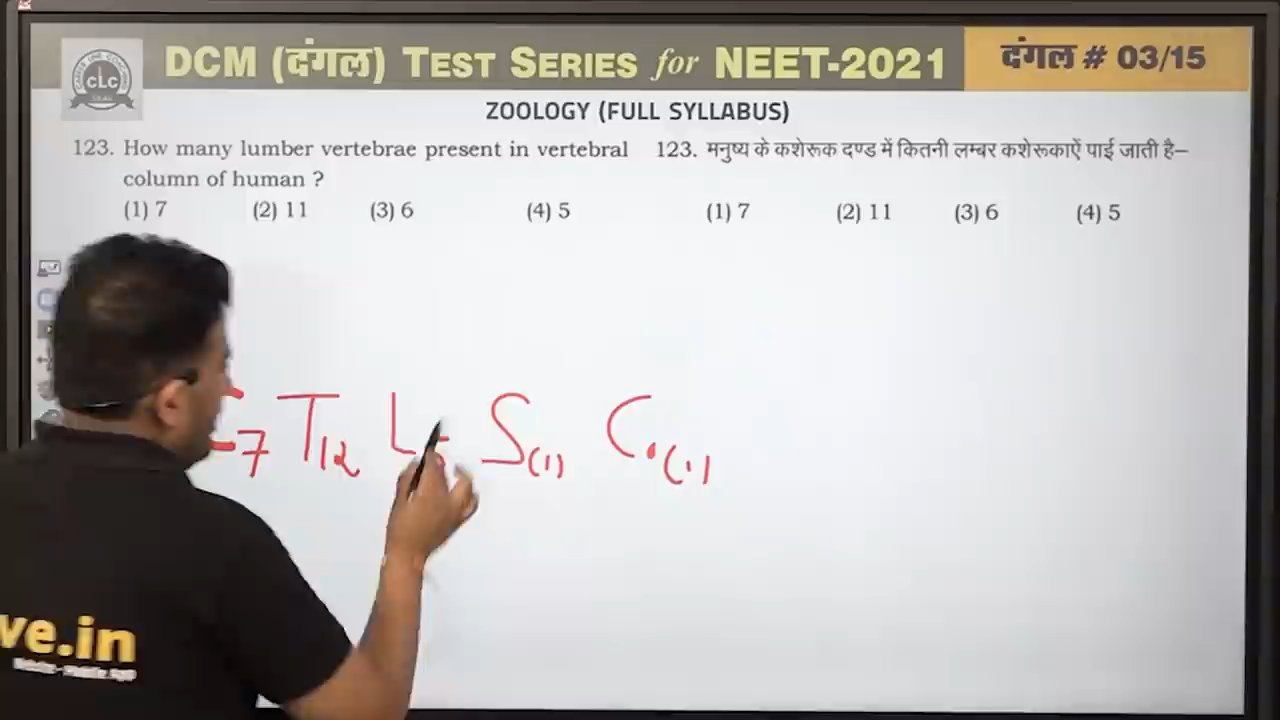 DCM (दंगल) TEST SERIES for NEET-2021
दंगल # 03/15
CLC
ZOOLOGY (FULL SYLLABUS)
123. How many lumber vertebrae present in vertebral column of human ?
(1) 7 (2) 11 (3) 6 (4) 5
123. मनुष्य के कशेरूक दण्ड में कितनी लम्बर कशेरूकाऐं पाई जाती है–
(1) 7 (2) 11 (3) 6 (4) 5
7 T12 L5 S(1) C.(1)
ve.in